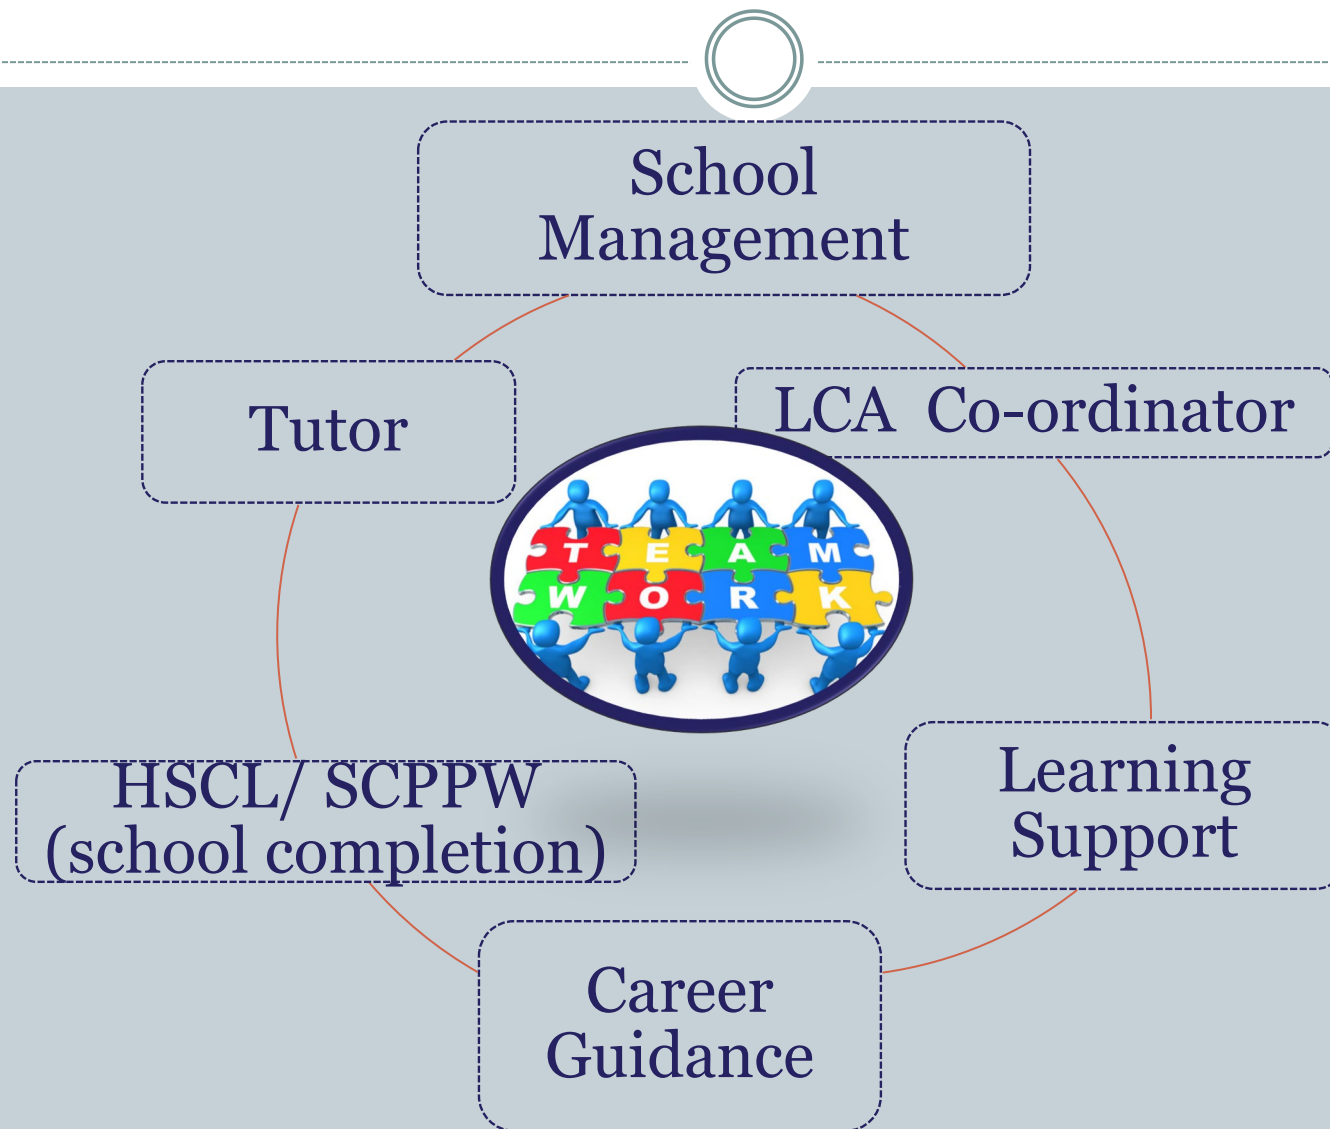 School
Management
Tutor
LCA  Co-ordinator
TEAM
WORK
HSCL/ SCPPW
(school completion)
Learning
Support
Career
Guidance